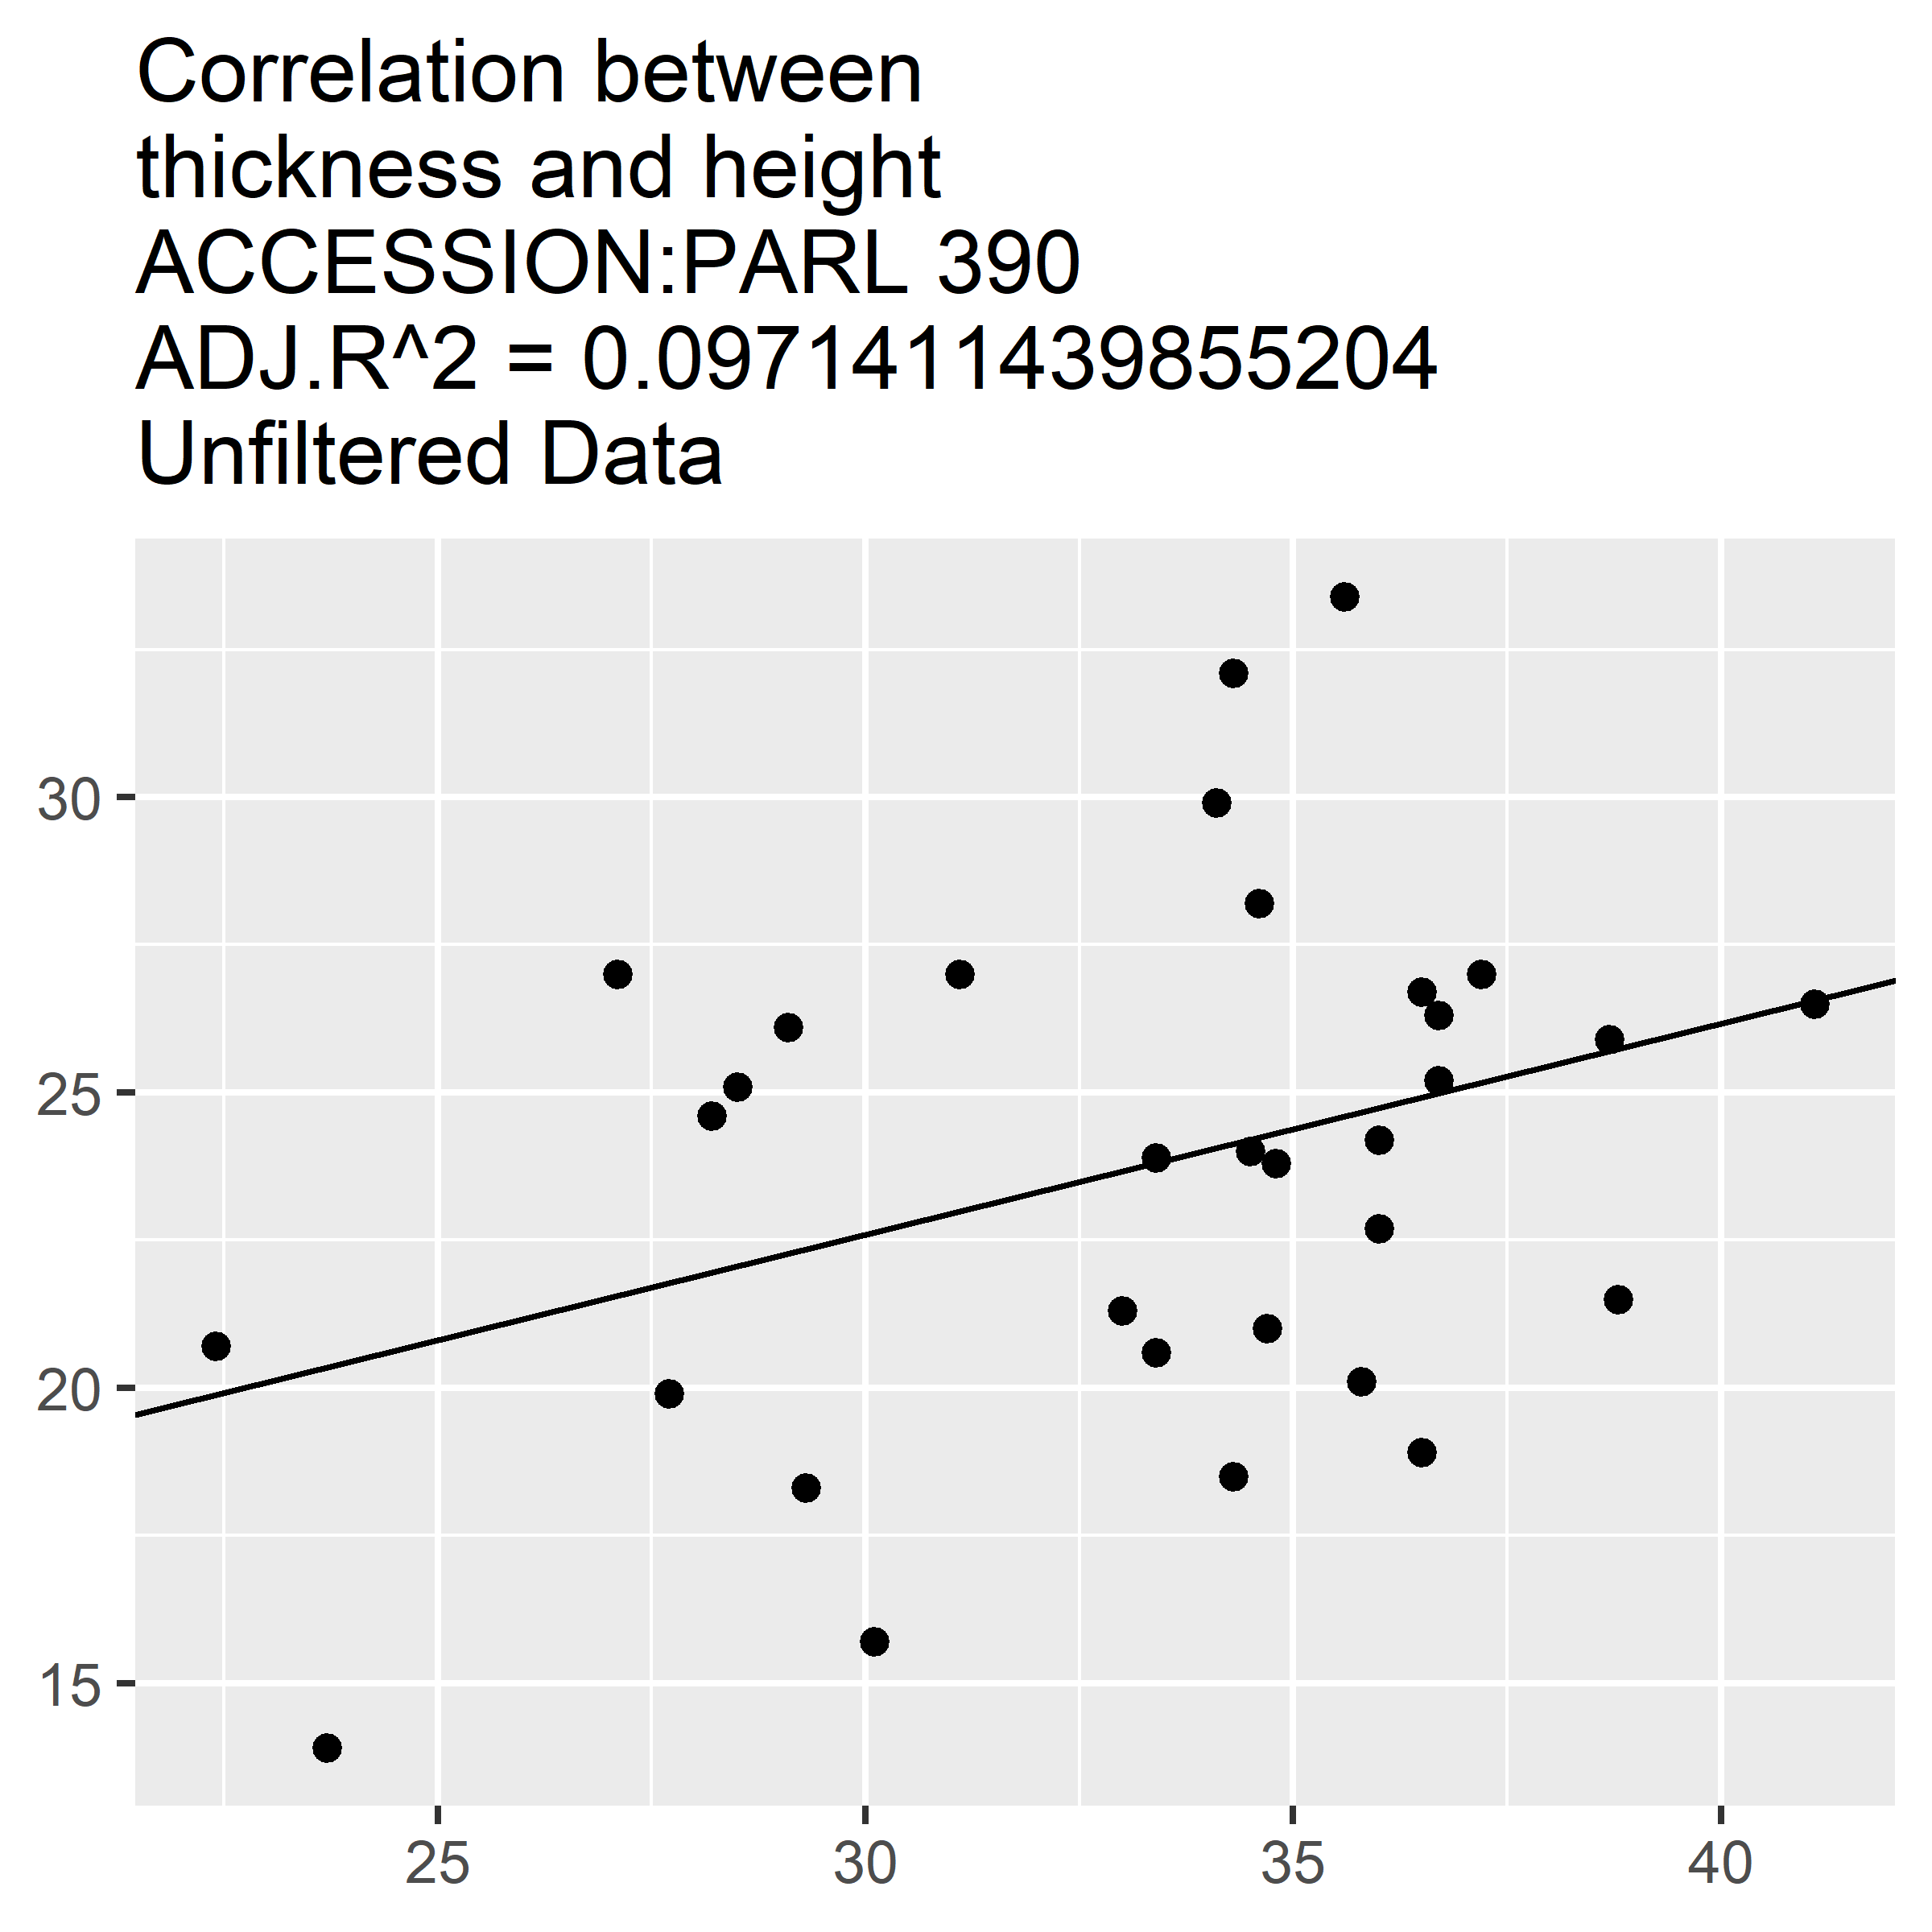 Correlation between
thickness and height
ACCESSION:PARL 390
ADJ.R^2 = 0.0971411439855204
Unfiltered Data
30
25
20
15
25 30 35 40